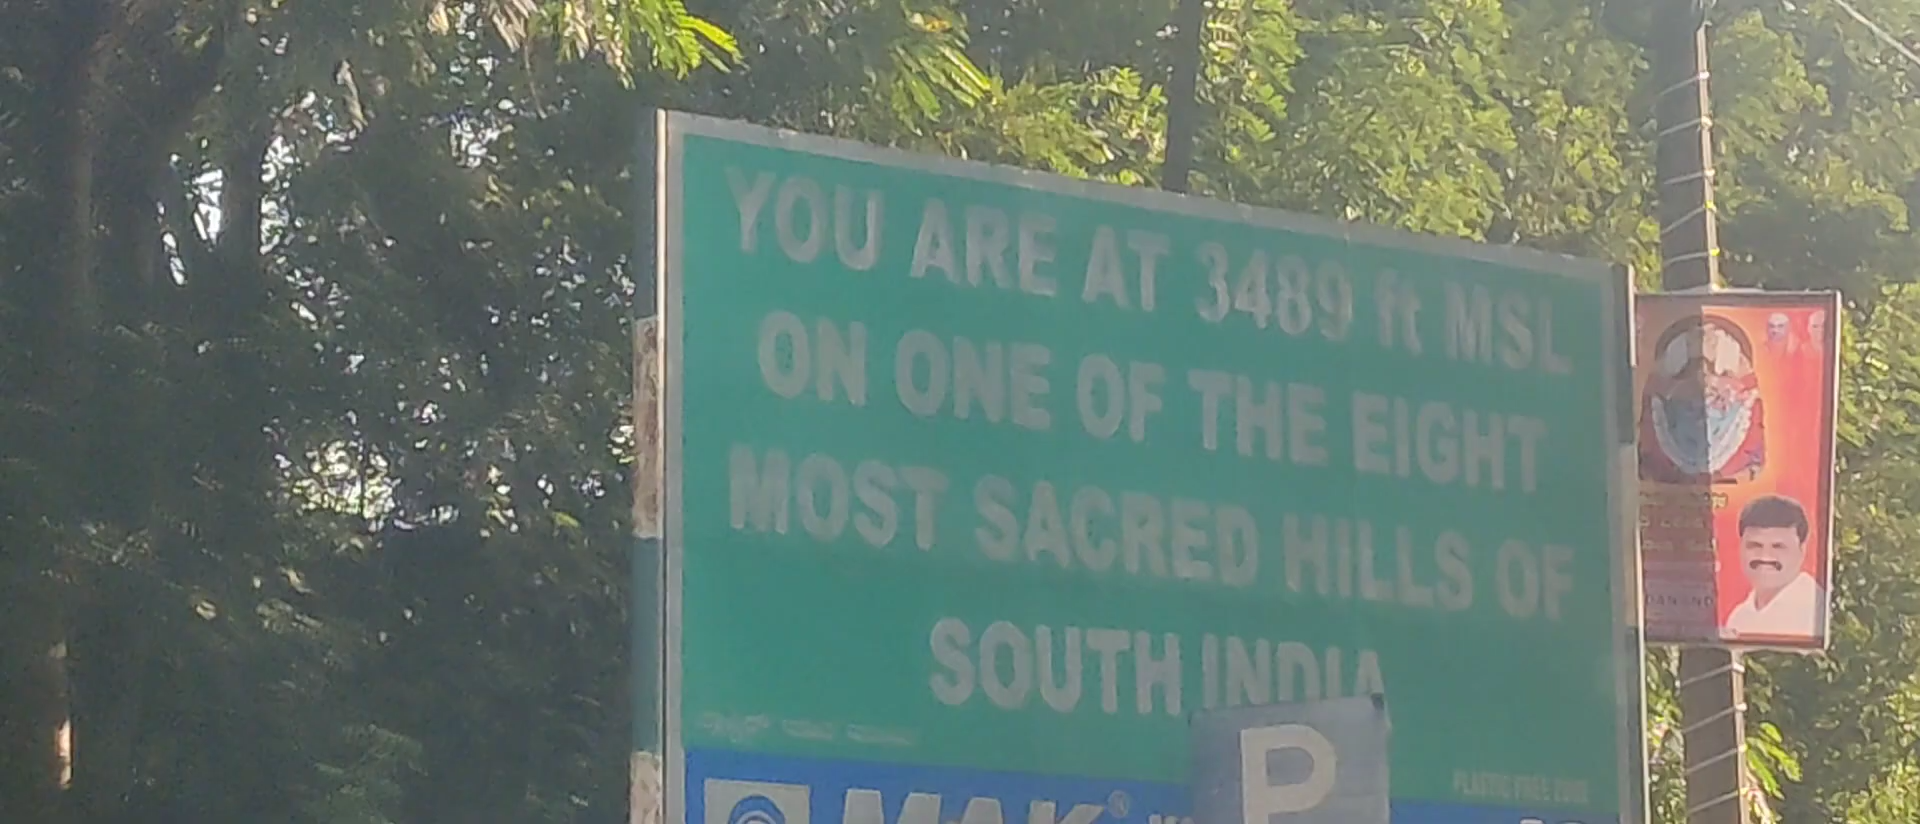 YOU ARE AT 3489 ft MSL
ON ONE OF THE EIGHT
MOST SACRED HILLS OF
SOUTH INDIA
PLASTIC FREE ZONE
MAK®
P